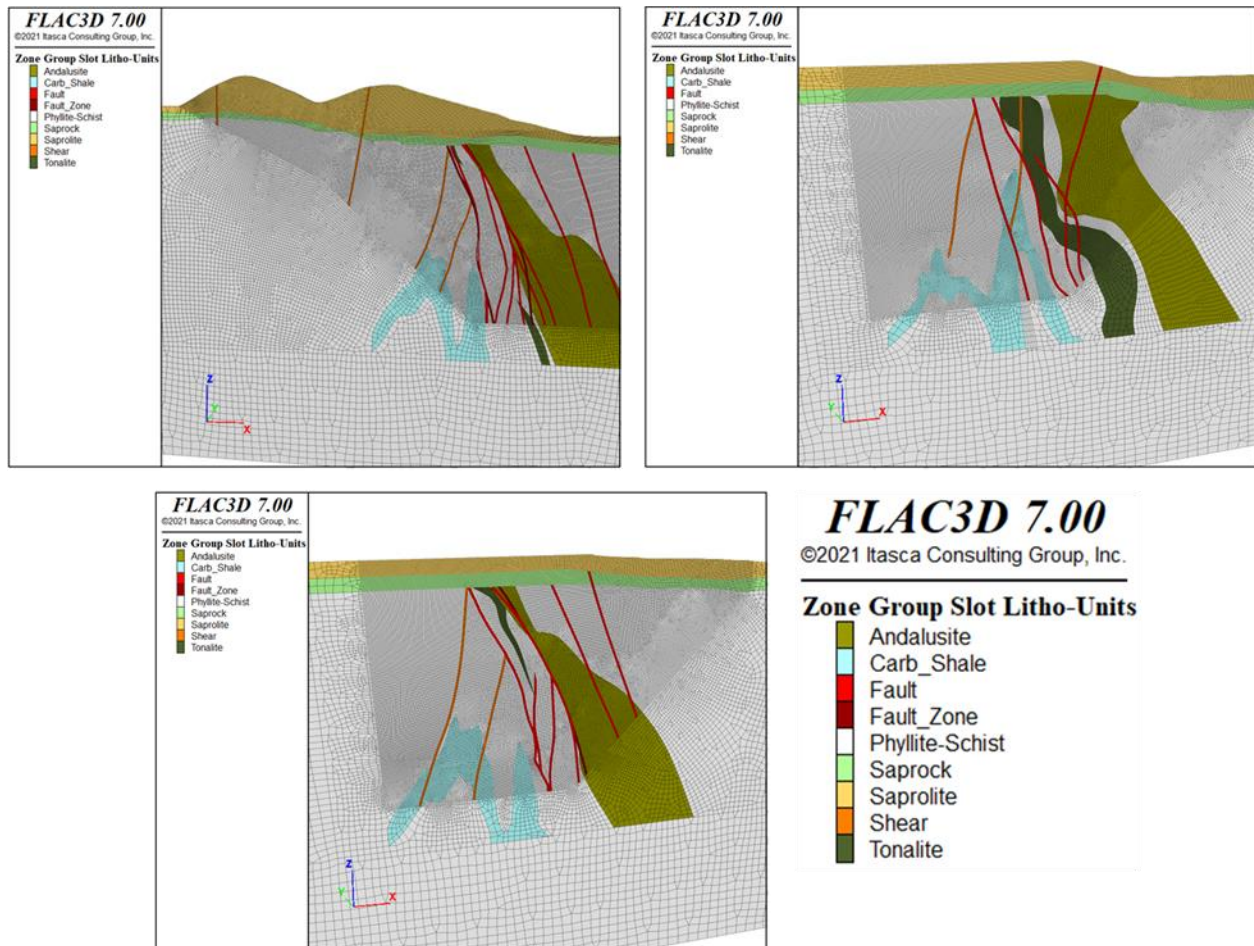 FLAC3D 7.00
©2021 Itasca Consulting Group, Inc.
Zone Group Slot Litho-Units
Andalusite
Carb_Shale
Fault
Fault_Zone
Phyllite-Schist
Saprock
Saprolite
Shear
Tonalite
Z
Y
X
FLAC3D 7.00
©2021 Itasca Consulting Group, Inc.
Zone Group Slot Litho-Units
Andalusite
Carb_Shale
Fault
Fault_Zone
Phyllite-Schist
Saprock
Saprolite
Shear
Tonalite
Z
Y
X
FLAC3D 7.00
©2021 Itasca Consulting Group, Inc.
Zone Group Slot Litho-Units
Andalusite
Carb_Shale
Fault
Fault_Zone
Phyllite-Schist
Saprock
Saprolite
Shear
Tonalite
Z
Y
X
FLAC3D 7.00
©2021 Itasca Consulting Group, Inc.
Zone Group Slot Litho-Units
Andalusite
Carb_Shale
Fault
Fault_Zone
Phyllite-Schist
Saprock
Saprolite
Shear
Tonalite